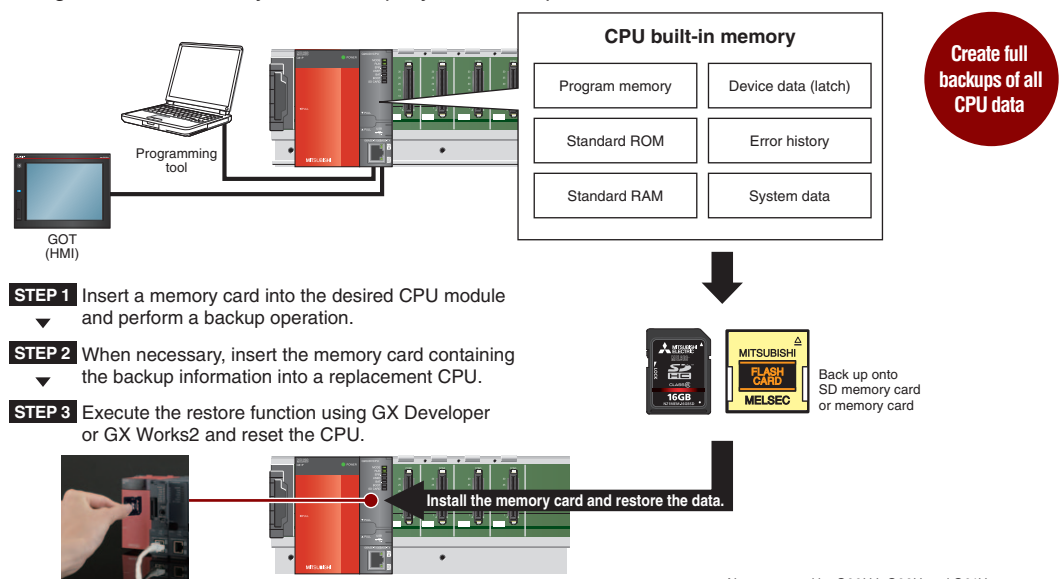 CPU built-in memory
Program memory
Device data (latch)
Standard ROM
Error history
Standard RAM
System data
Create full
backups of all
CPU data
POWER
MITSUBISHI
Programming
tool
GOT
(HMI)
STEP 1 Insert a memory card into the desired CPU module
and perform a backup operation.
STEP 2 When necessary, insert the memory card containing
the backup information into a replacement CPU.
STEP 3 Execute the restore function using GX Developer
or GX Works2 and reset the CPU.
MITSUBISHI
ELECTRIC
LOCK
SD
HC
16GB
MITSUBISHI
FLASH
CARD
MELSEC
Back up onto
SD memory card
or memory card
Install the memory card and restore the data.
MITSUBISHI